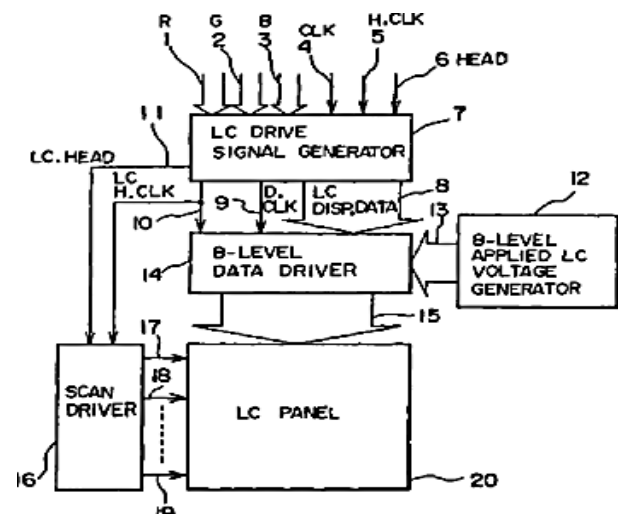 R 1
G 2
B 3
CLK 4
H.CLK 5
6 HEAD
LC DRIVE
SIGNAL GENERATOR
7
11
LC.HEAD
LC
H.CLK
10
9
D.
CLK
LC
DISP.DATA
8
12
13
8-LEVEL
APPLIED LC
VOLTAGE
GENERATOR
8-LEVEL
DATA DRIVER
14
15
17
18
SCAN
DRIVER
LC PANEL
16
19
20